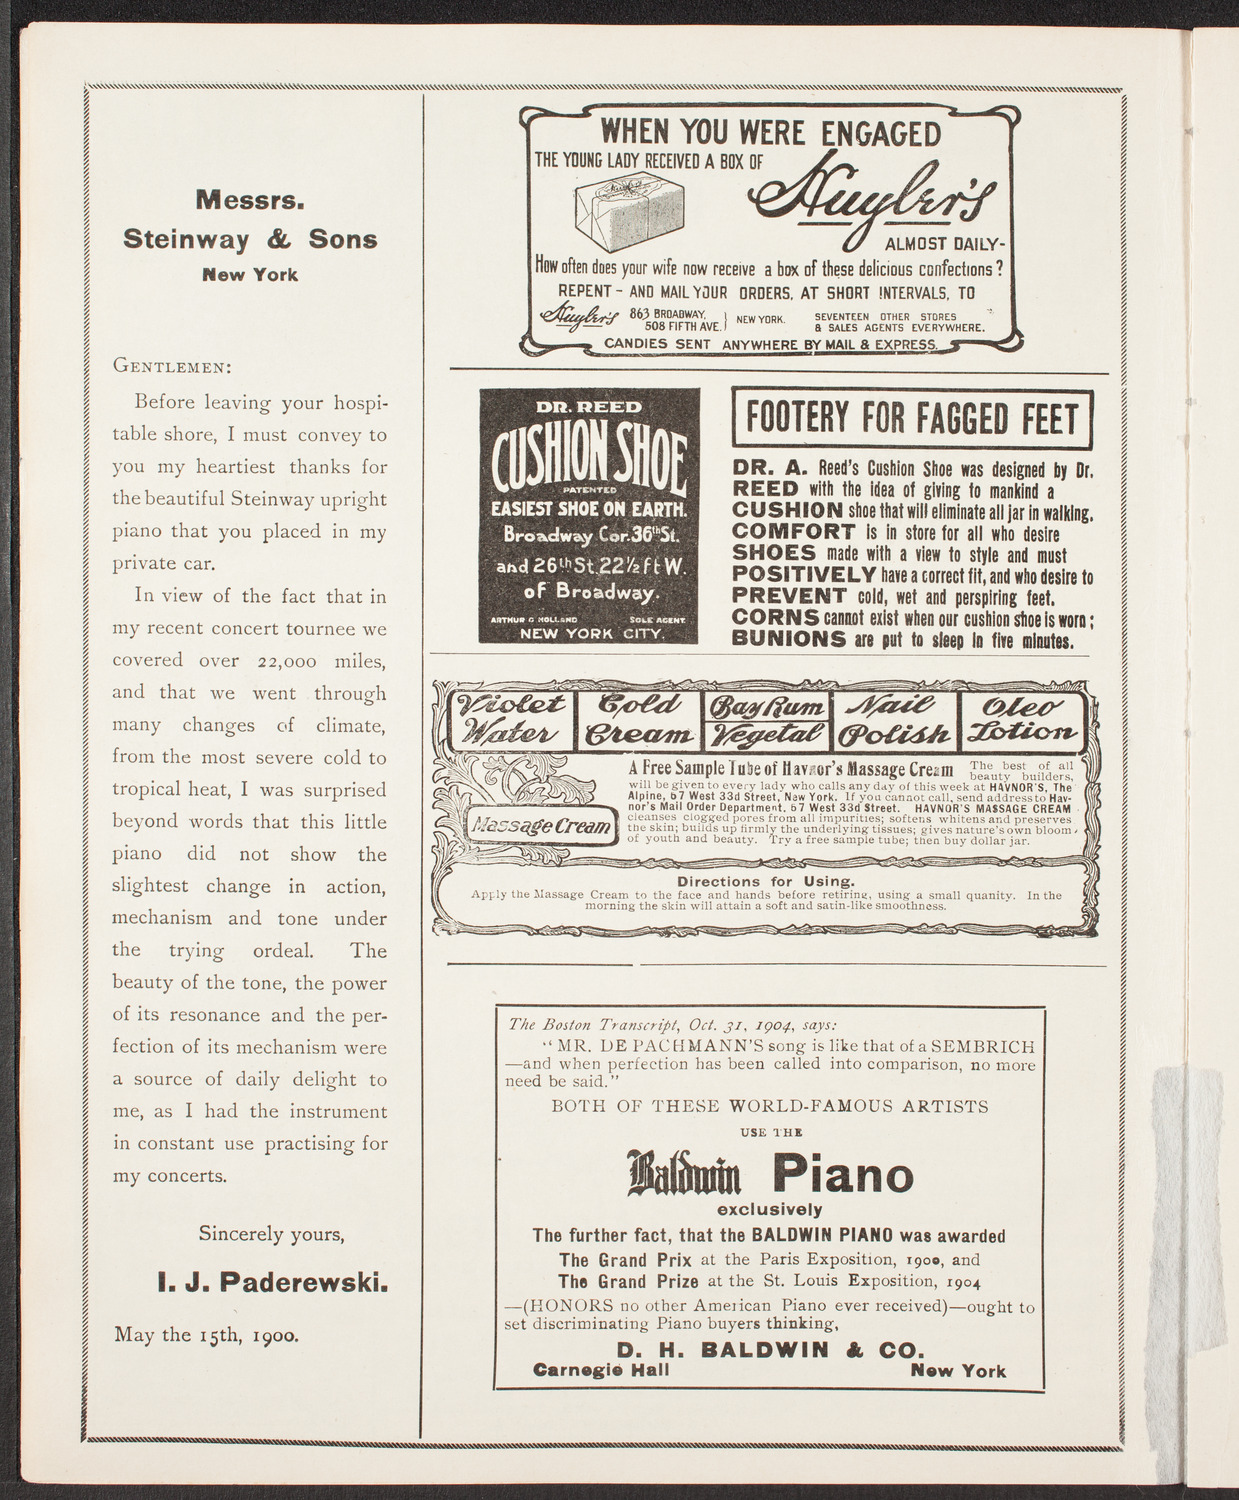 Messrs.
Steinway & Sons
New York
GENTLEMEN:
Before leaving your hospi-
table shore, I must convey to
you my heartiest thanks for
the beautiful Steinway upright
piano that you placed in my
private car.
In view of the fact that in
my recent concert tournee we
covered over 22,000 miles,
and that we went through
many changes of climate,
from the most severe cold to
tropical heat, I was surprised
beyond words that this little
piano did not show the
slightest change in action,
mechanism and tone under
the trying ordeal. The
beauty of the tone, the power
of its resonance and the per-
fection of its mechanism were
a source of daily delight to
me, as I had the instrument
in constant use practising for
my concerts.
Sincerely yours,
I. J. Paderewski.
May the 15th, 1900.
WHEN YOU WERE ENGAGED
THE YOUNG LADY RECEIVED A BOX OF
Huyler's
ALMOST DAILY-
How often does your wife now receive a box of these delicious confections?
REPENT - AND MAIL YOUR ORDERS, AT SHORT INTERVALS, TO
Huyler's 863 BROADWAY, 508 FIFTH AVE. } NEW YORK. SEVENTEEN OTHER STORES
& SALES AGENTS EVERYWHERE.
CANDIES SENT ANYWHERE BY MAIL & EXPRESS.
DR. REED
CUSHION SHOE
PATENTED
EASIEST SHOE ON EARTH.
Broadway Cor. 36th St.
and 26th St. 22½ ft W.
of Broadway.
ARTHUR G HOLLAND SOLE AGENT.
NEW YORK CITY.
FOOTERY FOR FAGGED FEET
DR. A. Reed's Cushion Shoe was designed by Dr.
REED with the idea of giving to mankind a
CUSHION shoe that will eliminate all jar in walking.
COMFORT is in store for all who desire
SHOES made with a view to style and must
POSITIVELY have a correct fit, and who desire to
PREVENT cold, wet and perspiring feet.
CORNS cannot exist when our cushion shoe is worn;
BUNIONS are put to sleep in five minutes.
Violet Water
Cold Cream
Bay Rum
Vegetal
Nail Polish
Oleo Lotion
Massage Cream
A Free Sample Tube of Havnor's Massage Cream The best of all
beauty builders,
will be given to every lady who calls any day of this week at HAVNOR'S, The
Alpine, 67 West 33d Street, New York. If you cannot call, send address to Hav-
nor's Mail Order Department, 67 West 33d Street. HAVNOR'S MASSAGE CREAM
cleanses clogged pores from all impurities; softens whitens and preserves
the skin; builds up firmly the underlying tissues; gives nature's own bloom
of youth and beauty. Try a free sample tube; then buy dollar jar.
Directions for Using.
Apply the Massage Cream to the face and hands before retiring, using a small quanity. In the
morning the skin will attain a soft and satin-like smoothness.
The Boston Transcript, Oct. 31, 1904, says:
"MR. DE PACHMANN'S song is like that of a SEMBRICH
—and when perfection has been called into comparison, no more
need be said."
BOTH OF THESE WORLD-FAMOUS ARTISTS
USE THE
Baldwin Piano
exclusively
The further fact, that the BALDWIN PIANO was awarded
The Grand Prix at the Paris Exposition, 1900, and
The Grand Prize at the St. Louis Exposition, 1904
—(HONORS no other American Piano ever received)—ought to
set discriminating Piano buyers thinking,
D. H. BALDWIN & CO.
Carnegie Hall New York